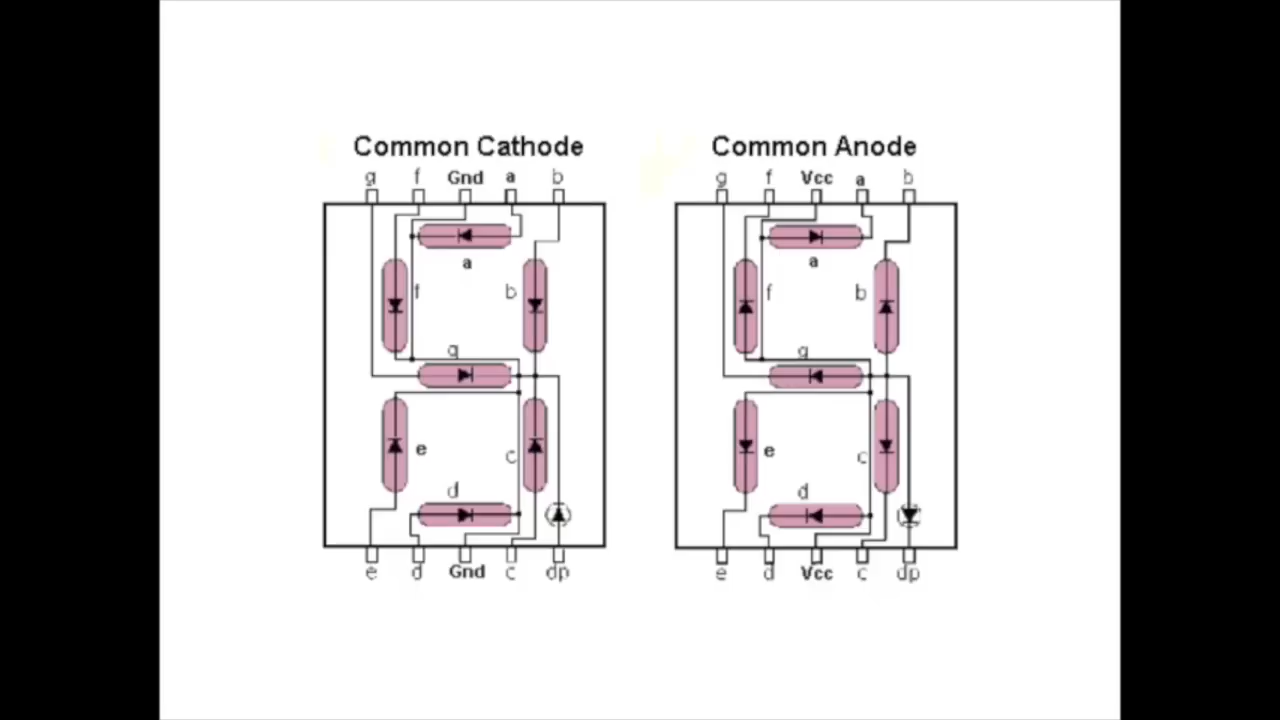 Common Cathode
g f Gnd a b
a
f b
g
e c
d
e d Gnd c dp
Common Anode
g f Vcc a b
a
f b
g
e c
d
e d Vcc c dp